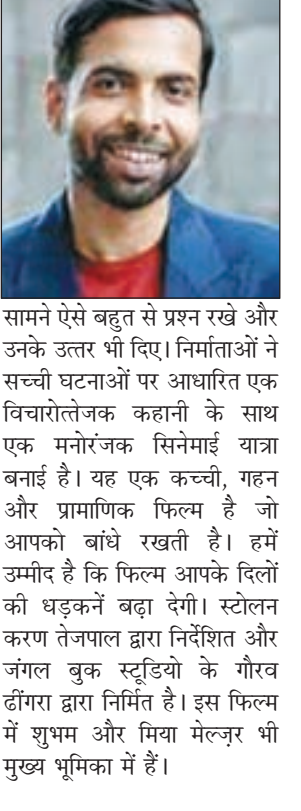 सामने ऐसे बहुत से प्रश्न रखे और
उनके उत्तर भी दिए। निर्माताओं ने
सच्ची घटनाओं पर आधारित एक
विचारोत्तेजक कहानी के साथ
एक मनोरंजक सिनेमाई यात्रा
बनाई है। यह एक कच्ची, गहन
और प्रामाणिक फिल्म है जो
आपको बांधे रखती है। हमें
उम्मीद है कि फिल्म आपके दिलों
की धड़कनें बढ़ा देगी। स्टोलन
करण तेजपाल द्वारा निर्देशित और
जंगल बुक स्टूडियो के गौरव
ढींगरा द्वारा निर्मित है। इस फिल्म
में शुभम और मिया मेल्ज़र भी
मुख्य भूमिका में हैं।